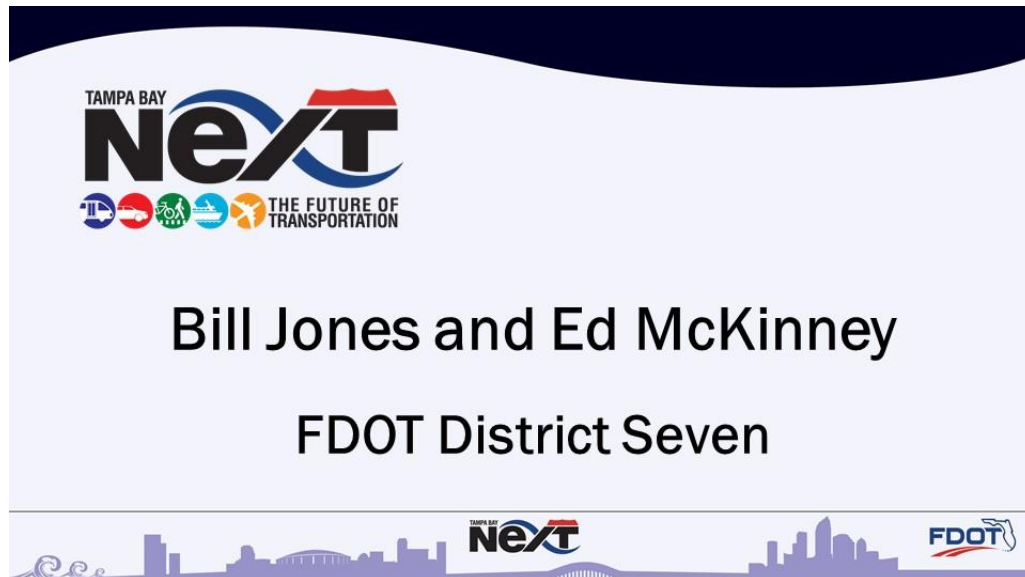 TAMPA BAY
NeXT
THE FUTURE OF
TRANSPORTATION
Bill Jones and Ed McKinney
FDOT District Seven
TAMPA BAY
NeXT
FDOT